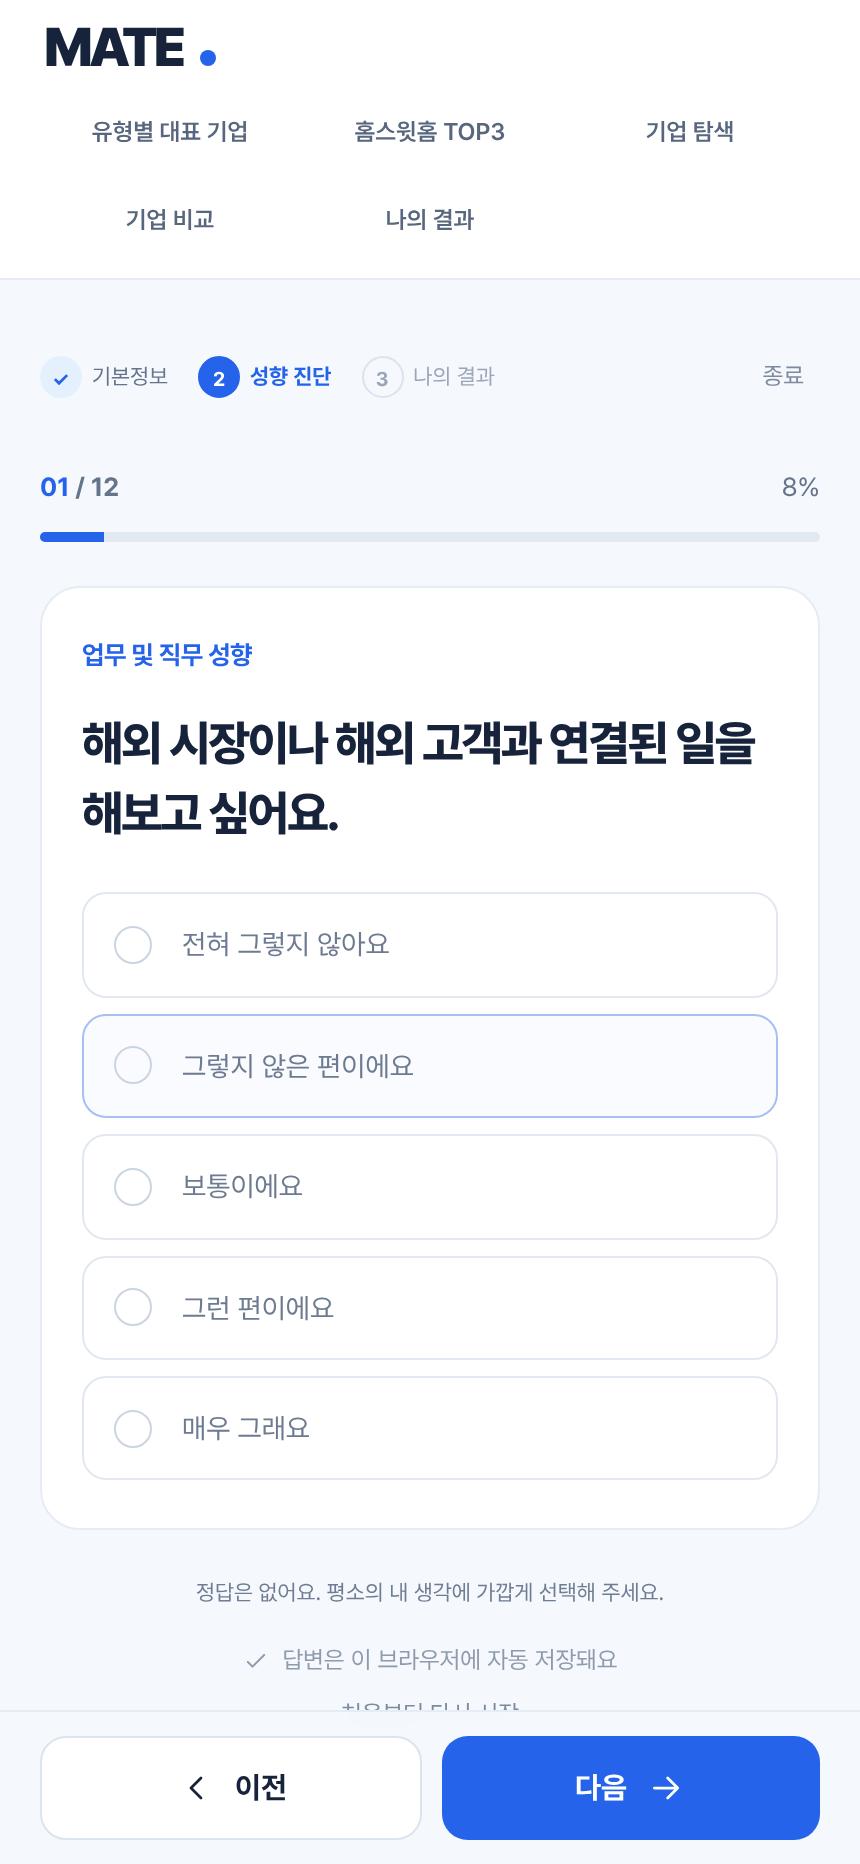 MATE
유형별 대표 기업 홈스윗홈 TOP3 기업 탐색
기업 비교 나의 결과
기본정보 2 성향 진단 3 나의 결과 종료
01 / 12 8%
업무 및 직무 성향
해외 시장이나 해외 고객과 연결된 일을
해보고 싶어요.
전혀 그렇지 않아요
그렇지 않은 편이에요
보통이에요
그런 편이에요
매우 그래요
정답은 없어요. 평소의 내 생각에 가깝게 선택해 주세요.
답변은 이 브라우저에 자동 저장돼요
이전 다음